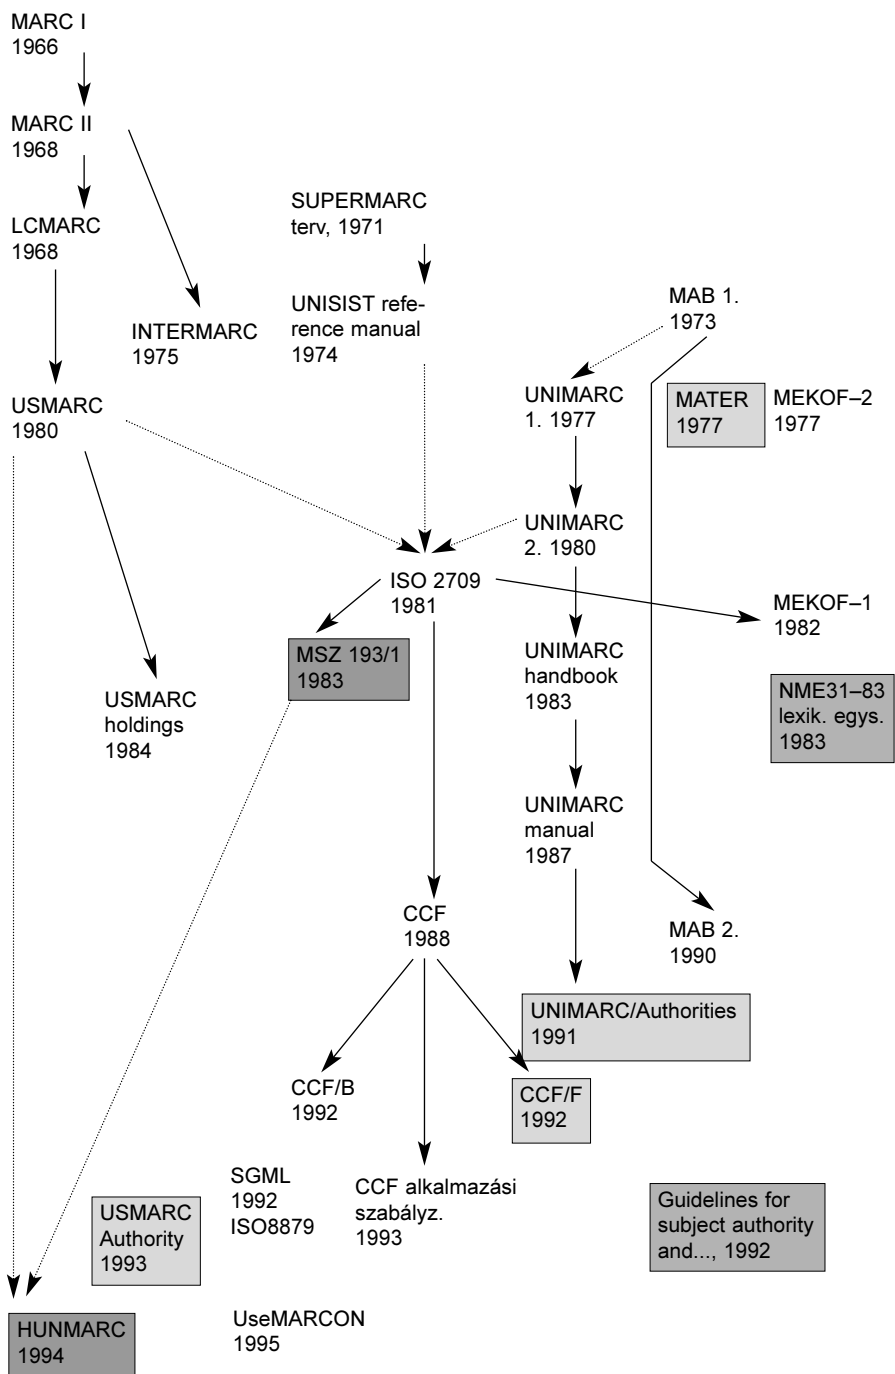 MARC I
1966
MARC II
1968
LCMARC
1968
SUPERMARC
terv, 1971
INTERMARC
1975
UNISIST refe-
rence manual
1974
MAB 1.
1973
USMARC
1980
UNIMARC
1. 1977
MATER
1977
MEKOF–2
1977
UNIMARC
2. 1980
ISO 2709
1981
MEKOF–1
1982
MSZ 193/1
1983
UNIMARC
handbook
1983
NME31–83
lexik. egys.
1983
USMARC
holdings
1984
UNIMARC
manual
1987
CCF
1988
MAB 2.
1990
UNIMARC/Authorities
1991
CCF/B
1992
CCF/F
1992
SGML
1992
ISO8879
CCF alkalmazási
szabályz.
1993
Guidelines for
subject authority
and..., 1992
USMARC
Authority
1993
HUNMARC
1994
UseMARCON
1995